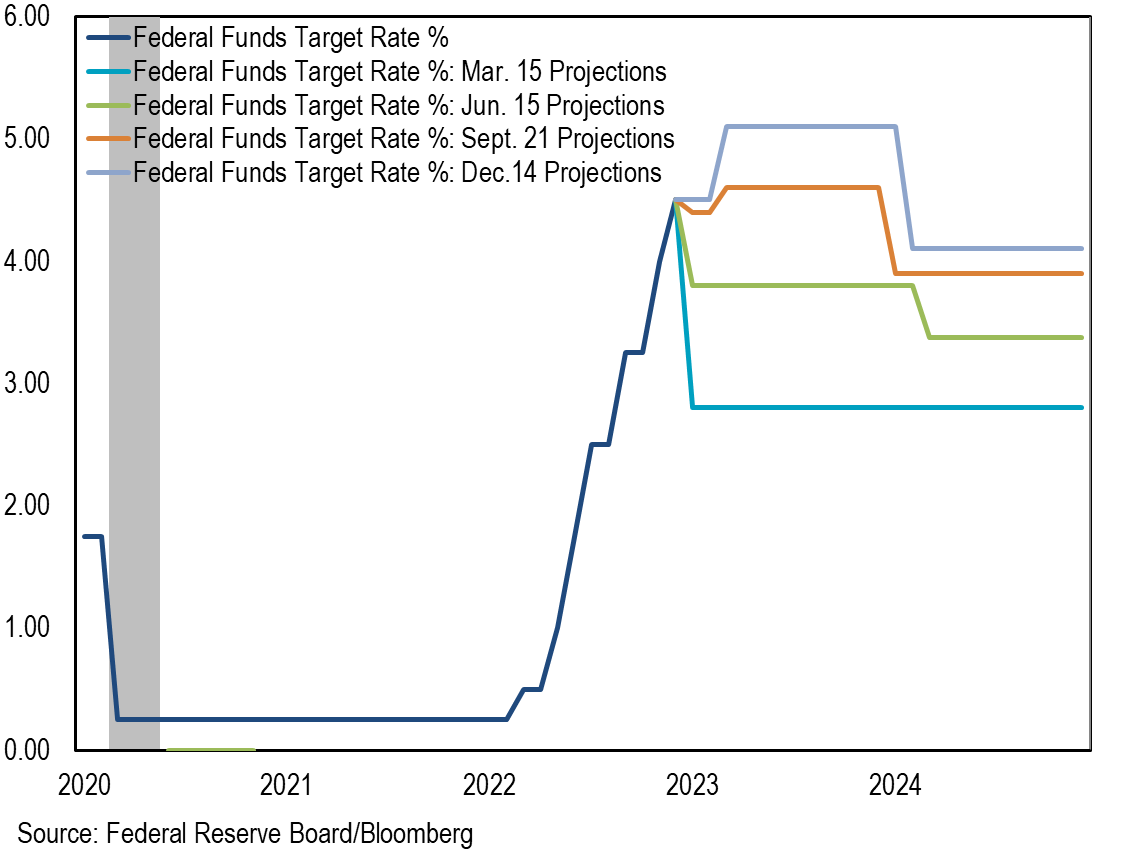 6.00
Federal Funds Target Rate %
Federal Funds Target Rate %: Mar. 15 Projections
Federal Funds Target Rate %: Jun. 15 Projections
Federal Funds Target Rate %: Sept. 21 Projections
Federal Funds Target Rate %: Dec.14 Projections
5.00
4.00
3.00
2.00
1.00
0.00
2020 2021 2022 2023 2024
Source: Federal Reserve Board/Bloomberg